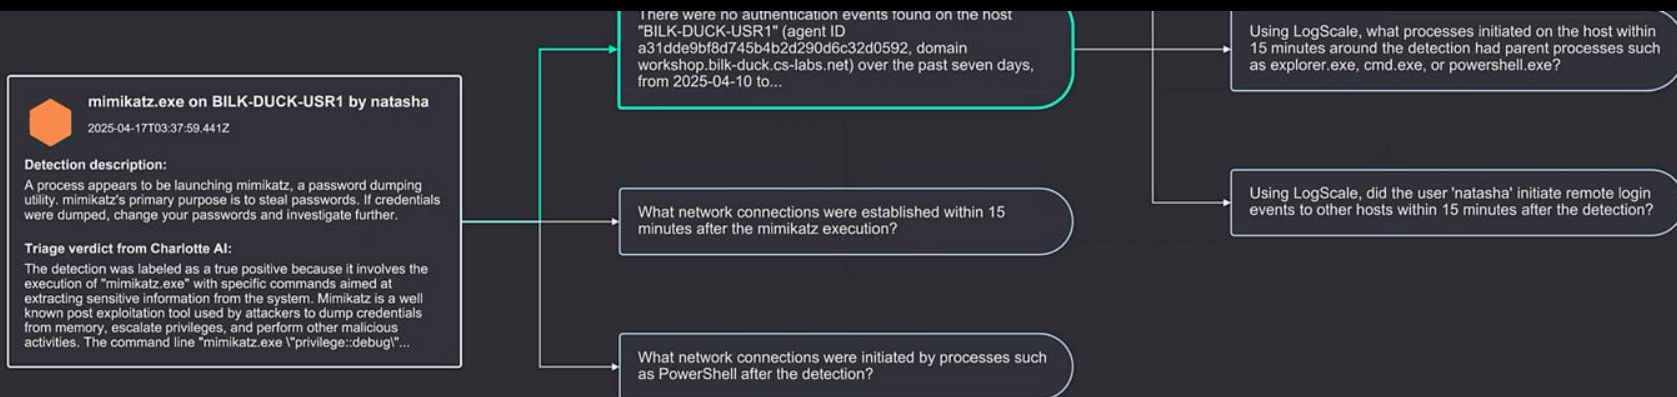 mimikatz.exe on BILK-DUCK-USR1 by natasha
2025-04-17T03:37:59.441Z
Detection description:
A process appears to be launching mimikatz, a password dumping
utility. mimikatz's primary purpose is to steal passwords. If credentials
were dumped, change your passwords and investigate further.
Triage verdict from Charlotte AI:
The detection was labeled as a true positive because it involves the
execution of "mimikatz.exe" with specific commands aimed at
extracting sensitive information from the system. Mimikatz is a well
known post exploitation tool used by attackers to dump credentials
from memory, escalate privileges, and perform other malicious
activities. The command line "mimikatz.exe \"privilege::debug\"...
There were no authentication events found on the host
"BILK-DUCK-USR1" (agent ID
a31dde9bf8d745b4b2d290d6c32d0592, domain
workshop.bilk-duck.cs-labs.net) over the past seven days,
from 2025-04-10 to...
What network connections were established within 15
minutes after the mimikatz execution?
What network connections were initiated by processes such
as PowerShell after the detection?
Using LogScale, what processes initiated on the host within
15 minutes around the detection had parent processes such
as explorer.exe, cmd.exe, or powershell.exe?
Using LogScale, did the user 'natasha' initiate remote login
events to other hosts within 15 minutes after the detection?